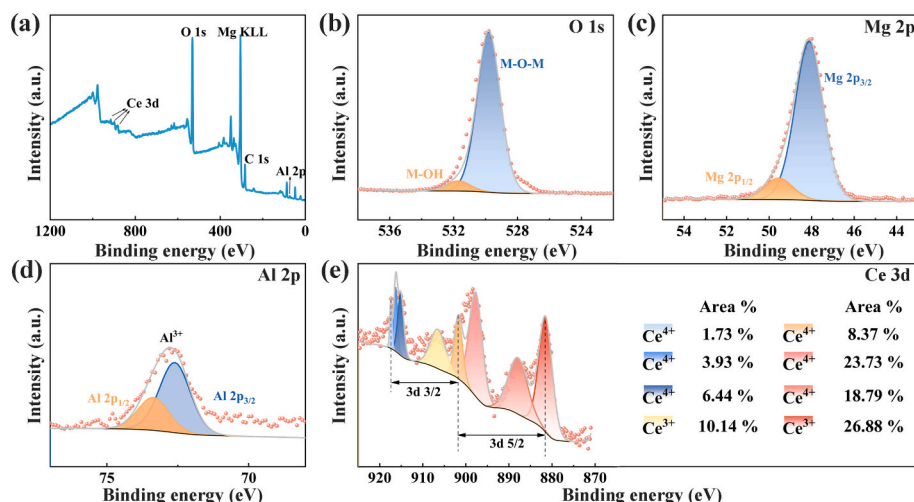 (a)
O 1s
Mg KLL
Ce 3d
C 1s
Al 2p
Intensity (a.u.)
1200
800
400
0
Binding energy (eV)
(b)
O 1s
M-O-M
M-OH
Intensity (a.u.)
536
532
528
524
Binding energy (eV)
(c)
Mg 2p
Mg 2p3/2
Mg 2p1/2
Intensity (a.u.)
54
52
50
48
46
44
Binding energy (eV)
(d)
Al 2p
Al3+
Al 2p1/2
Al 2p3/2
Intensity (a.u.)
75
70
Binding energy (eV)
(e)
Ce 3d
3d 3/2
3d 5/2
Intensity (a.u.)
920
910
900
890
880
870
Binding energy (eV)
Area %
Area %
Ce4+ 1.73 %
Ce4+ 8.37 %
Ce4+ 3.93 %
Ce4+ 23.73 %
Ce4+ 6.44 %
Ce4+ 18.79 %
Ce3+ 10.14 %
Ce3+ 26.88 %